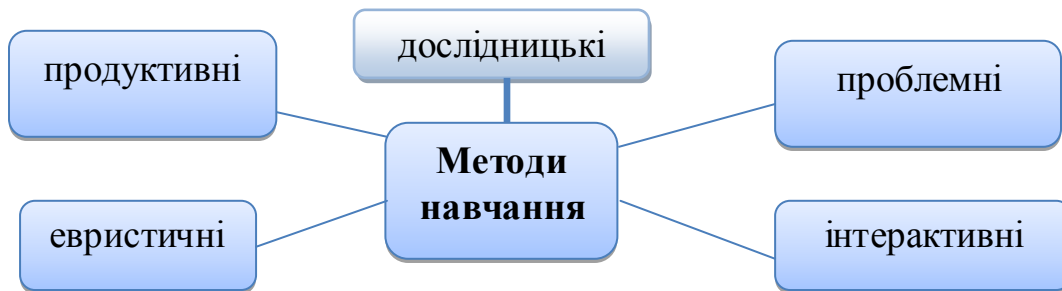 дослідницькі
продуктивні
проблемні
Методи
навчання
евристичні
інтерактивні